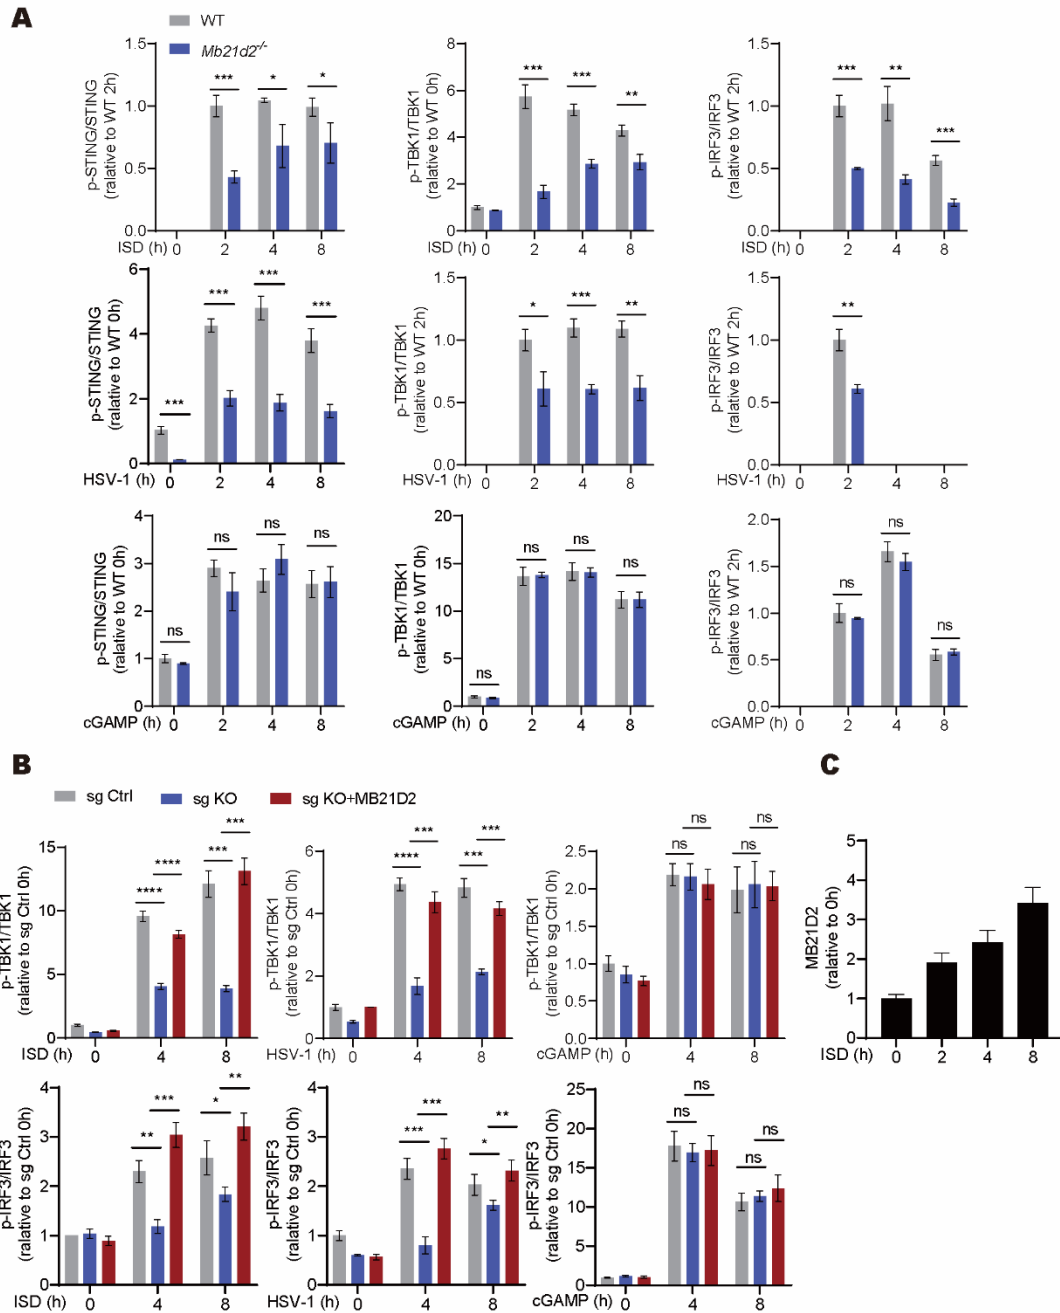 A
WT
Mb21d2-/-
p-STING/STING
(ralative to WT 2h)
1.5
1.0
0.5
0.0
*** * *
ISD (h) 0 2 4 8
p-TBK1/TBK1
(ralative to WT 0h)
8
6
4
2
0
*** *** **
ISD (h) 0 2 4 8
p-IRF3/IRF3
(ralative to WT 2h)
1.5
1.0
0.5
0.0
*** ** ***
ISD (h) 0 2 4 8
p-STING/STING
(ralative to WT 0h)
6
4
2
0
*** *** *** ***
HSV-1 (h) 0 2 4 8
p-TBK1/TBK1
(ralative to WT 2h)
1.5
1.0
0.5
0.0
* *** **
HSV-1 (h) 0 2 4 8
p-IRF3/IRF3
(ralative to WT 2h)
1.5
1.0
0.5
0.0
**
HSV-1 (h) 0 2 4 8
p-STING/STING
(ralative to WT 0h)
4
3
2
1
0
ns ns ns ns
cGAMP (h) 0 2 4 8
p-TBK1/TBK1
(ralative to WT 0h)
20
15
10
5
0
ns ns ns ns
cGAMP (h) 0 2 4 8
p-IRF3/IRF3
(ralative to WT 2h)
2.0
1.5
1.0
0.5
0.0
ns ns ns
cGAMP (h) 0 2 4 8
B
sg Ctrl sg KO sg KO+MB21D2
p-TBK1/TBK1
(ralative to sg Ctrl 0h)
15
10
5
0
**** **** *** ***
ISD (h) 0 4 8
p-TBK1/TBK1
(ralative to sg Ctrl 0h)
6
4
2
0
**** *** *** ***
HSV-1 (h) 0 4 8
p-TBK1/TBK1
(ralative to sg Ctrl 0h)
2.5
2.0
1.5
1.0
0.5
0.0
ns ns ns ns
cGAMP (h) 0 4 8
C
MB21D2
(ralative to 0h)
5
4
3
2
1
0
ISD (h) 0 2 4 8
p-IRF3/IRF3
(ralative to sg Ctrl 0h)
4
3
2
1
0
** *** * **
ISD (h) 0 4 8
p-IRF3/IRF3
(ralative to sg Ctrl 0h)
4
3
2
1
0
*** *** * **
HSV-1 (h) 0 4 8
p-IRF3/IRF3
(ralative to sg Ctrl 0h)
25
20
15
10
5
0
ns ns ns ns
cGAMP (h) 0 4 8